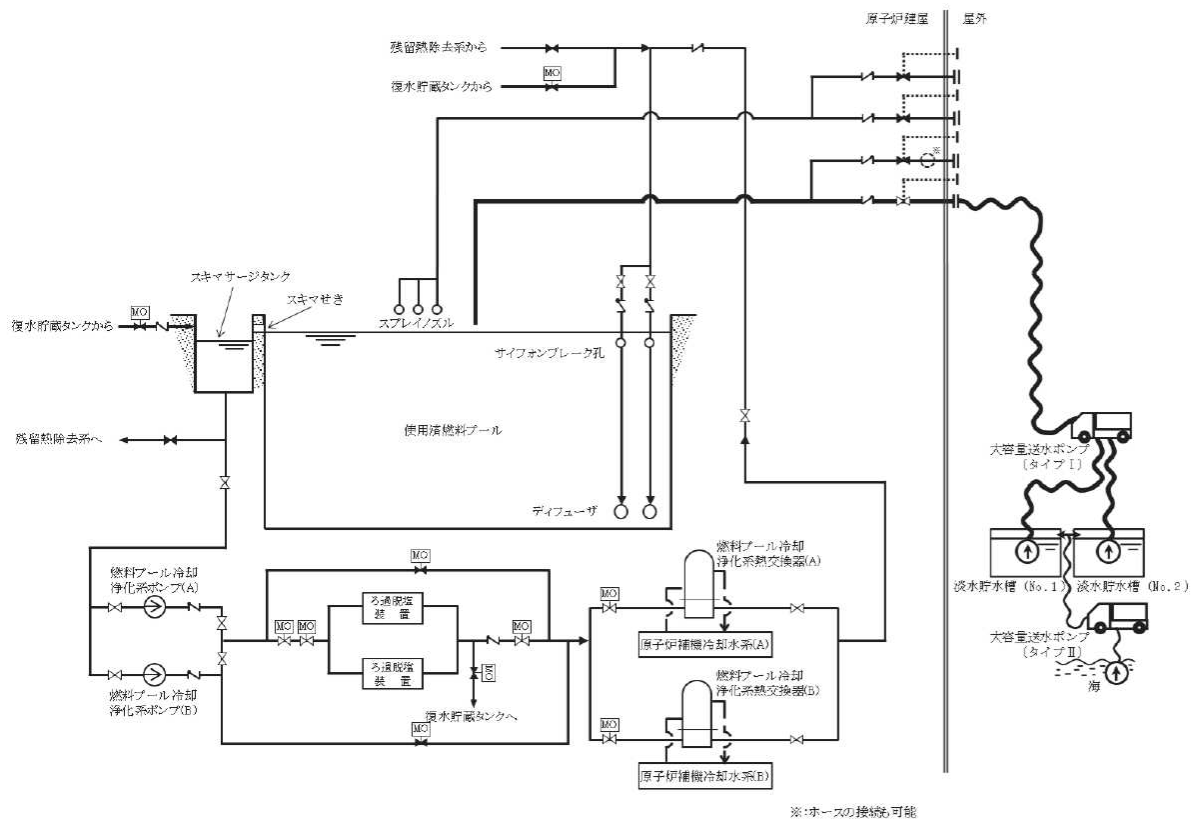 原子炉建屋
屋外
残留熱除去系から
MO
復水貯蔵タンクから
※
スキマサージタンク
スキマせき
MO
復水貯蔵タンクから
スプレイノズル
サイフォンブレーク孔
残留熱除去系へ
使用済燃料プール
大容量送水ポンプ
(タイプⅠ)
ディフューザ
燃料プール冷却
浄化系ポンプ(A)
MO
燃料プール冷却
浄化系熱交換器(A)
淡水貯水槽 (No.1)
淡水貯水槽 (No.2)
ろ過脱塩
装 置
MO
MO
MO
MO
原子炉補機冷却水系(A)
大容量送水ポンプ
(タイプⅡ)
海
ろ過脱塩
装 置
MO
燃料プール冷却
浄化系ポンプ(B)
復水貯蔵タンクへ
燃料プール冷却
浄化系熱交換器(B)
MO
MO
原子炉補機冷却水系(B)
※:ホースの接続も可能